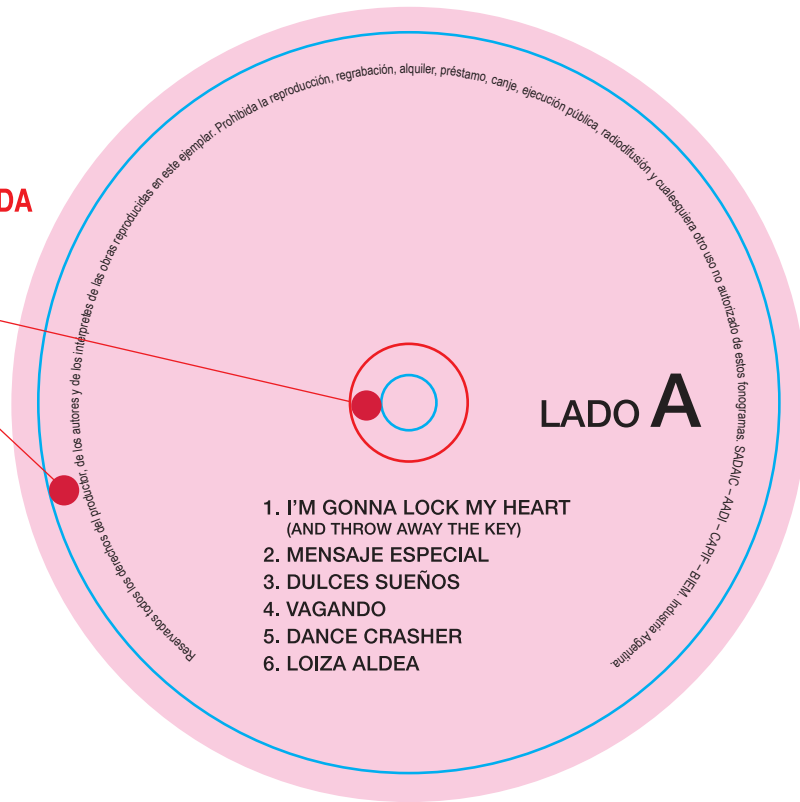 DA
Reservados todos los derechos del productor, de los autores y de los interpretes de las obras reproducidas en este ejemplar. Prohibida la reproducción, regrabación, alquiler, préstamo, canje, ejecución pública, radiodifusión y cualesquiera otro uso no autorizado de estos fonogramas. SADAIC – AADI – CAPIF – BIEM. Industria Argentina.
LADO A
1. I'M GONNA LOCK MY HEART
(AND THROW AWAY THE KEY)
2. MENSAJE ESPECIAL
3. DULCES SUEÑOS
4. VAGANDO
5. DANCE CRASHER
6. LOIZA ALDEA